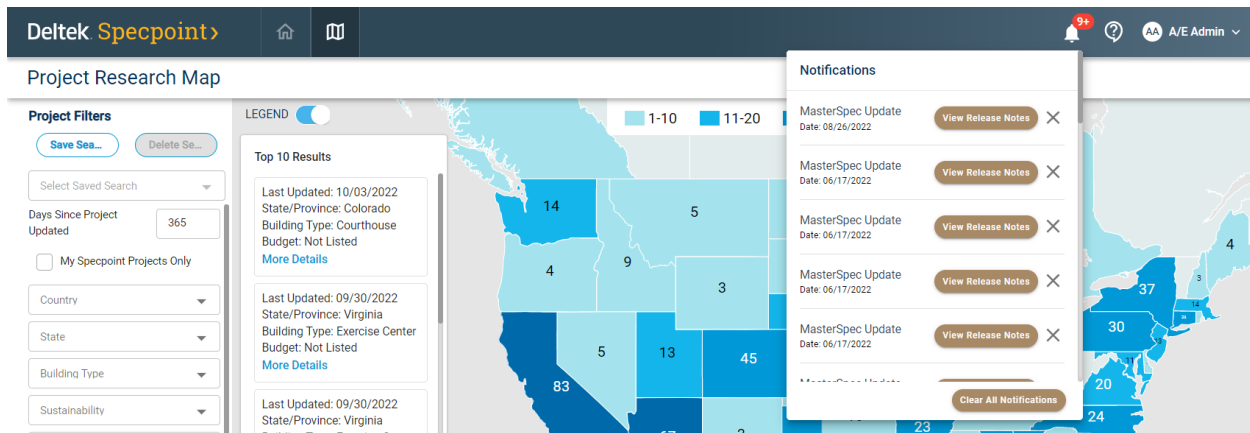 Deltek Specpoint
9+
AA A/E Admin
Project Research Map
Project Filters
Save Sea...
Delete Se...
Select Saved Search
Days Since Project
Updated
365
My Specpoint Projects Only
Country
State
Building Type
Sustainability
LEGEND
1-10
11-20
Top 10 Results
Last Updated: 10/03/2022
State/Province: Colorado
Building Type: Courthouse
Budget: Not Listed
More Details
Last Updated: 09/30/2022
State/Province: Virginia
Building Type: Exercise Center
Budget: Not Listed
More Details
Last Updated: 09/30/2022
State/Province: Virginia
14
5
4
9
3
5
13
45
83
Notifications
MasterSpec Update
Date: 08/26/2022
View Release Notes
MasterSpec Update
Date: 06/17/2022
View Release Notes
MasterSpec Update
Date: 06/17/2022
View Release Notes
MasterSpec Update
Date: 06/17/2022
View Release Notes
MasterSpec Update
Date: 06/17/2022
View Release Notes
Clear All Notifications
4
3
37
14
30
13
11
20
24
23